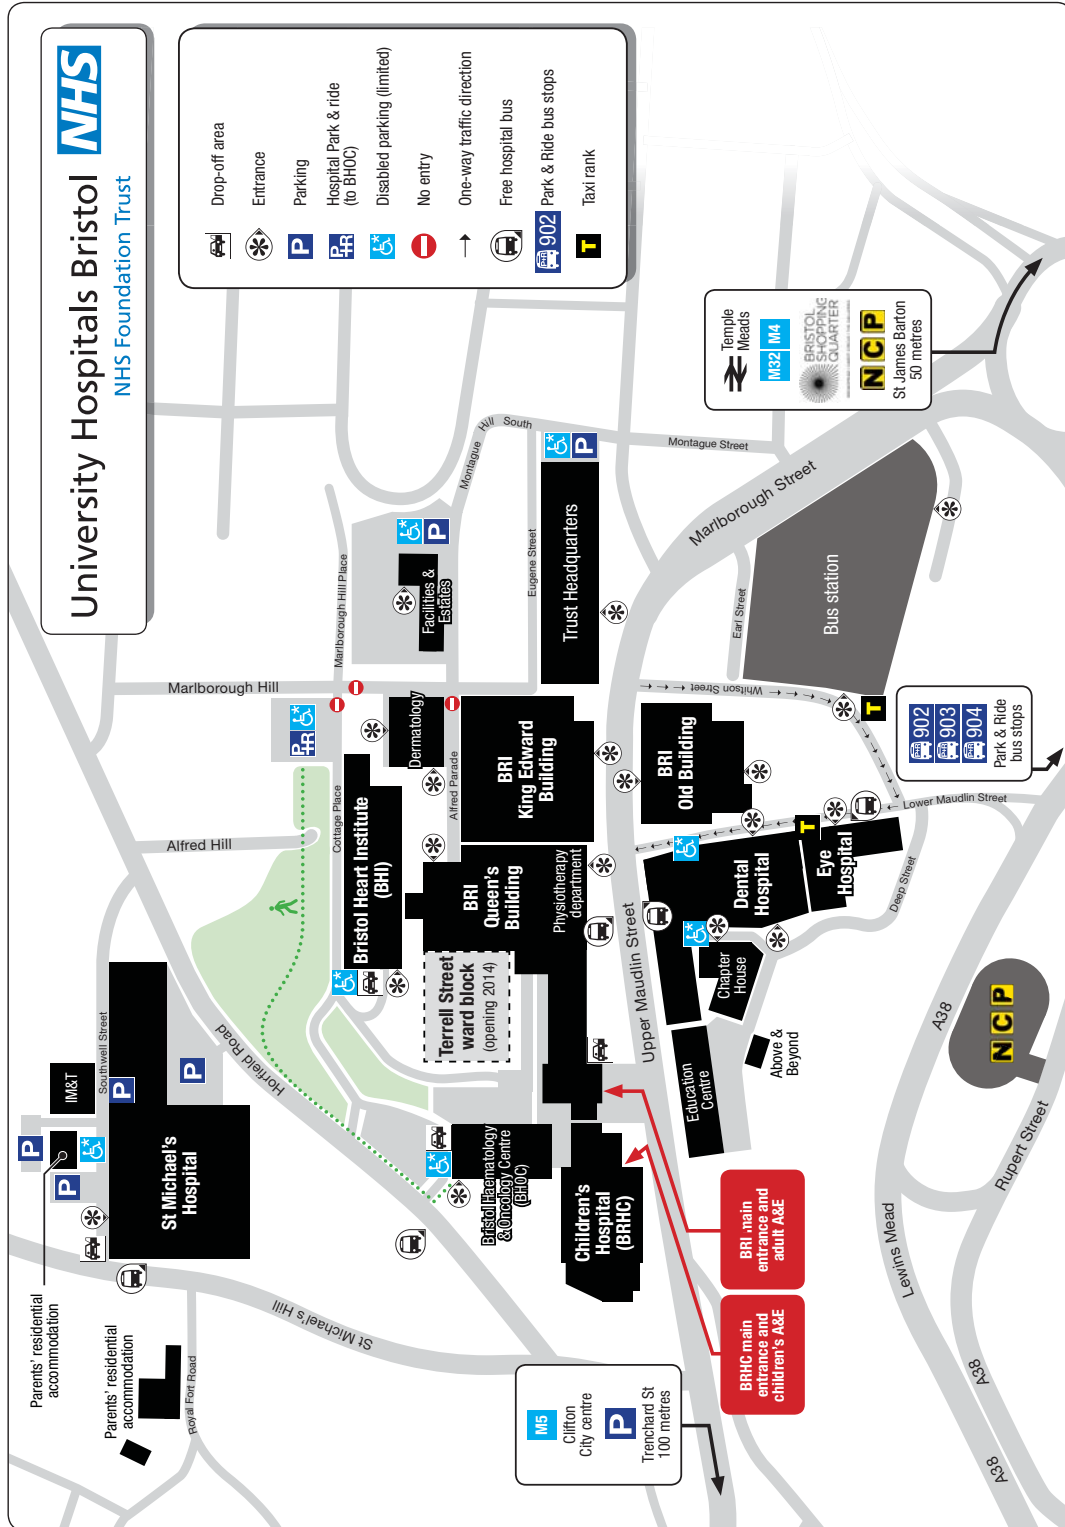 University Hospitals Bristol
NHS
NHS Foundation Trust
Drop-off area
Entrance
P
Parking
P+R
Hospital Park & ride
(to BHOC)
Disabled parking (limited)
No entry
One-way traffic direction
Free hospital bus
902
Park & Ride bus stops
T
Taxi rank
Parents' residential
accommodation
Parents' residential
accommodation
Royal Fort Road
St Michael's Hill
P
P
IM&T
Southwell Street
P
P
St Michael's
Hospital
Horfield Road
Alfred Hill
Marlborough Hill
P+R
Cottage Place
Marlborough Hill Place
Bristol Heart Institute
(BHI)
Dermatology
Alfred Parade
Facilities &
Estates
P
Montague
Hill
South
Eugene Street
P
Montague Street
Trust Headquarters
Terrell Street
ward block
(opening 2014)
BRI
Queen's
Building
Physiotherapy
department
BRI
King Edward
Building
BRI
Old Building
Bristol Haematology
& Oncology Centre
(BHOC)
Children's
Hospital
(BRHC)
Upper Maudlin Street
Marlborough Street
Earl Street
Whitson Street
Bus station
T
T
Education
Centre
Chapter
House
Above &
Beyond
Dental
Hospital
Eye
Hospital
Lower Maudlin Street
Deep Street
BRI main
entrance and
adult A&E
BRHC main
entrance and
children's A&E
M5
Clifton
City centre
P
Trenchard St
100 metres
Temple
Meads
M32 M4
BRISTOL
SHOPPING
QUARTER
NCP
St James Barton
50 metres
902
903
904
Park & Ride
bus stops
NCP
A38
Rupert Street
Lewins Mead
A38
A38